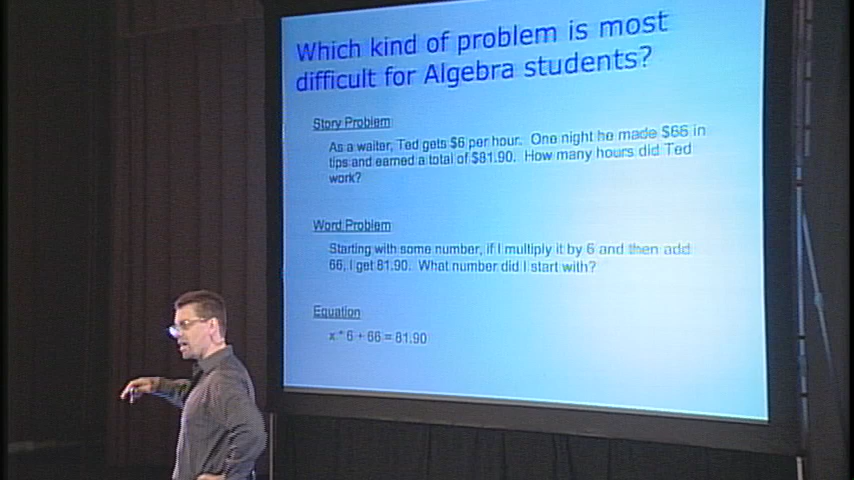 Which kind of problem is most
difficult for Algebra students?
Story Problem
As a waiter, Ted gets $6 per hour. One night he made $66 in
tips and earned a total of $81.90. How many hours did Ted
work?
Word Problem
Starting with some number, if I multiply it by 6 and then add
66, I get 81.90. What number did I start with?
Equation
x * 6 + 66 = 81.90